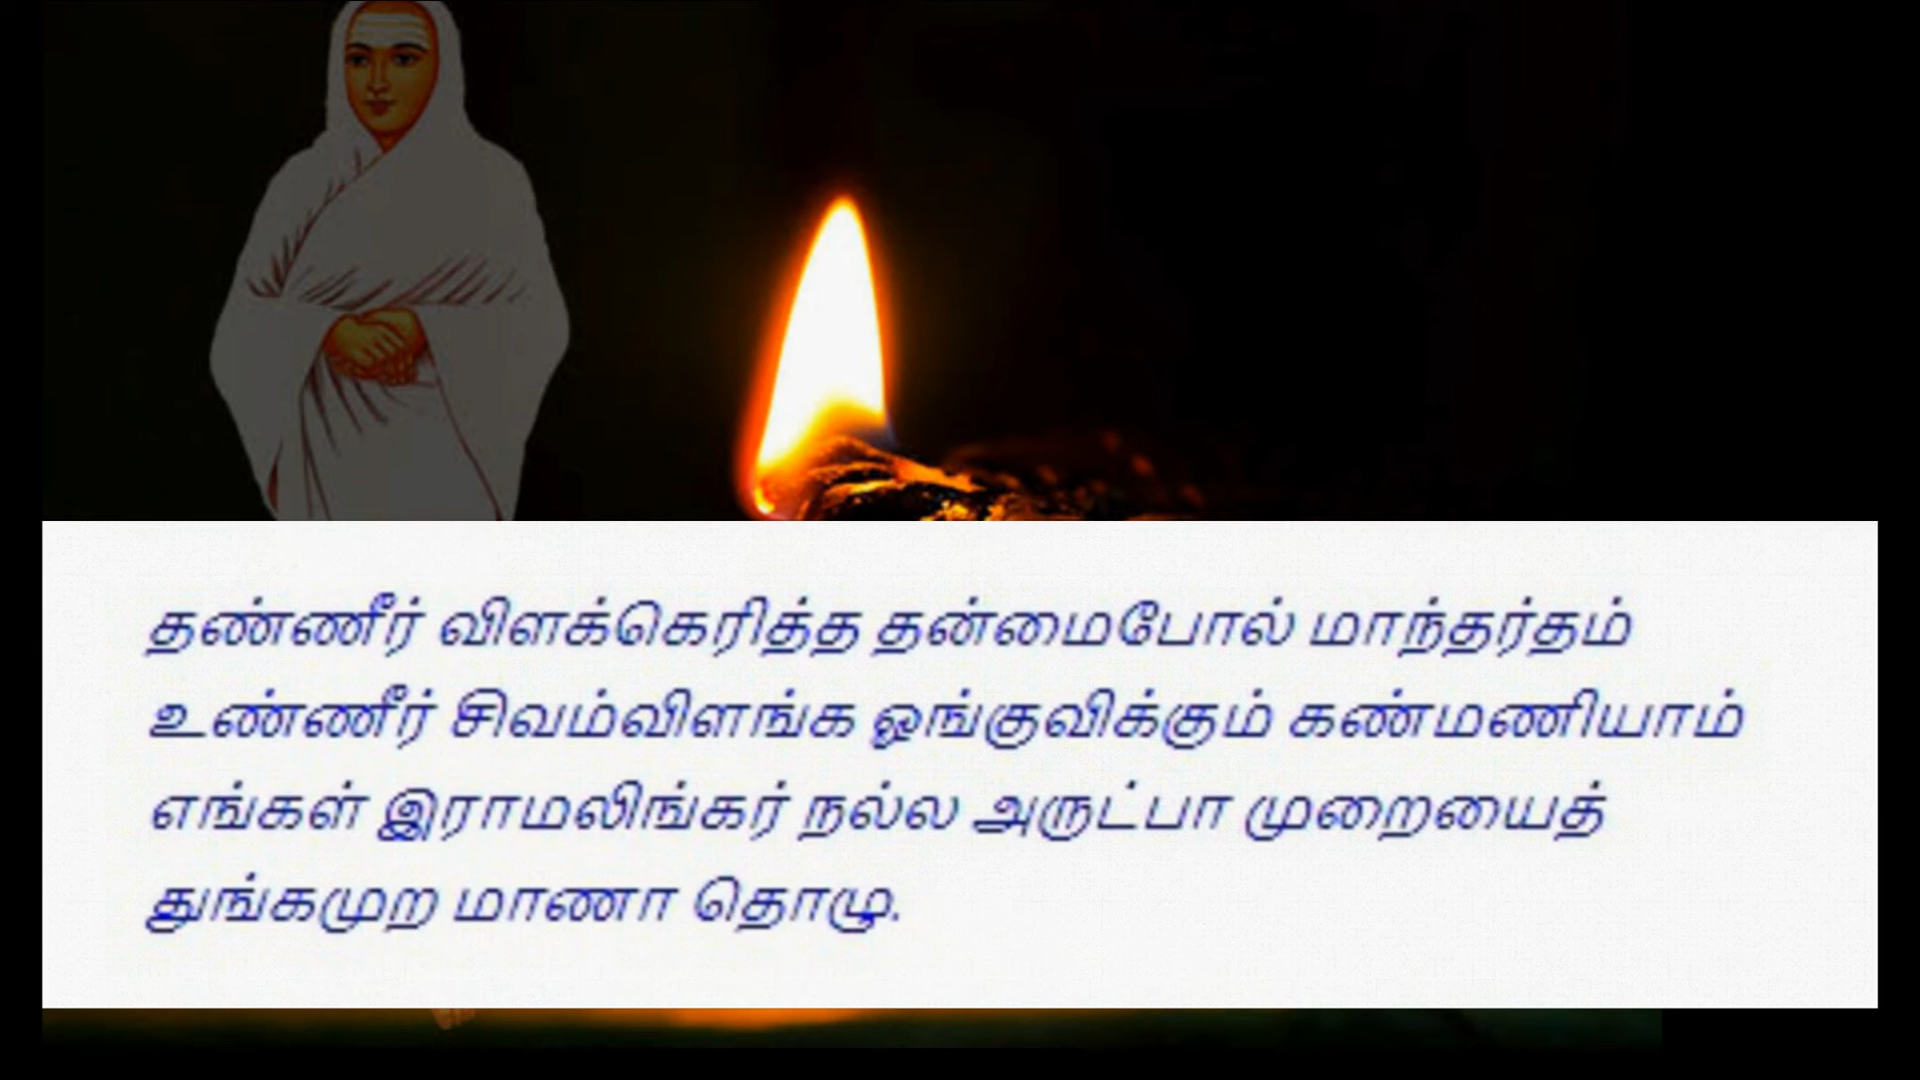 தண்ணீர் விளக்கெரித்த தன்மைபோல் மாந்தர்தம்
உண்ணீர் சிவம்விளங்க ஓங்குவிக்கும் கண்மணியாம்
எங்கள் இராமலிங்கர் நல்ல அருட்பா முறையைத்
துங்கமுற மாணா தொழு.